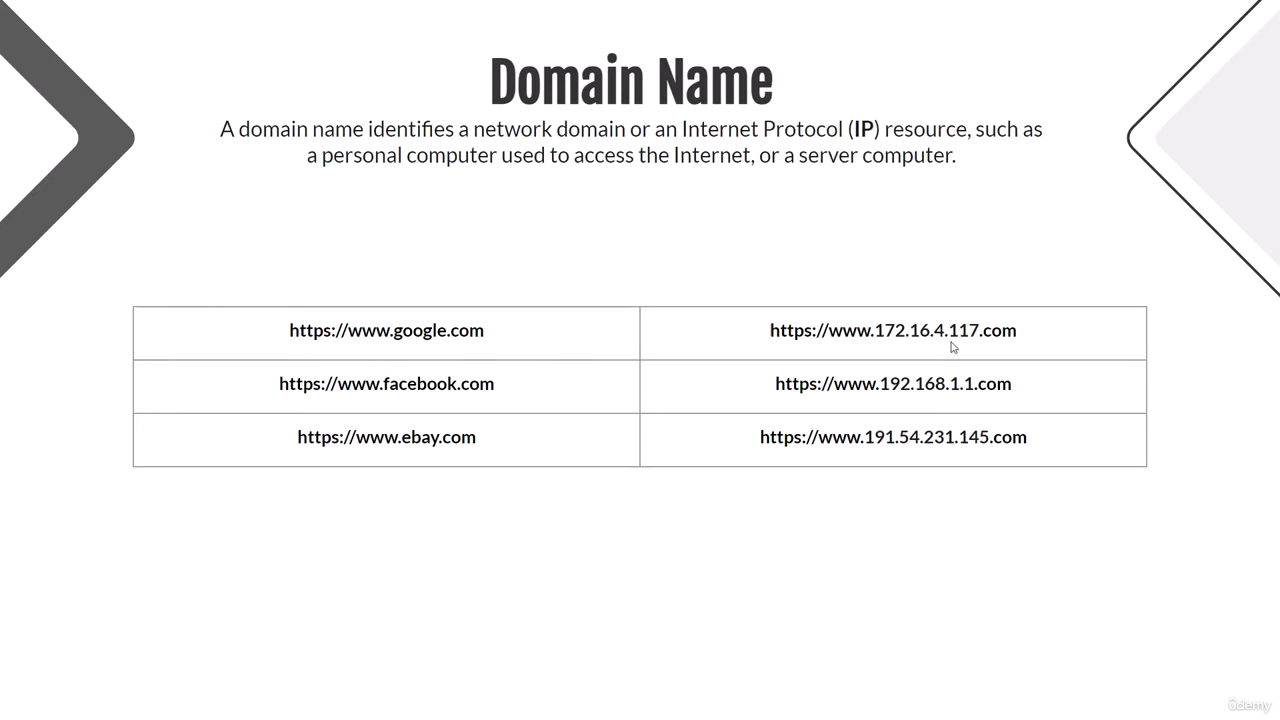 Domain Name
A domain name identifies a network domain or an Internet Protocol (IP) resource, such as
a personal computer used to access the Internet, or a server computer.
https://www.google.com
https://www.172.16.4.117.com
https://www.facebook.com
https://www.192.168.1.1.com
https://www.ebay.com
https://www.191.54.231.145.com
ûdemy